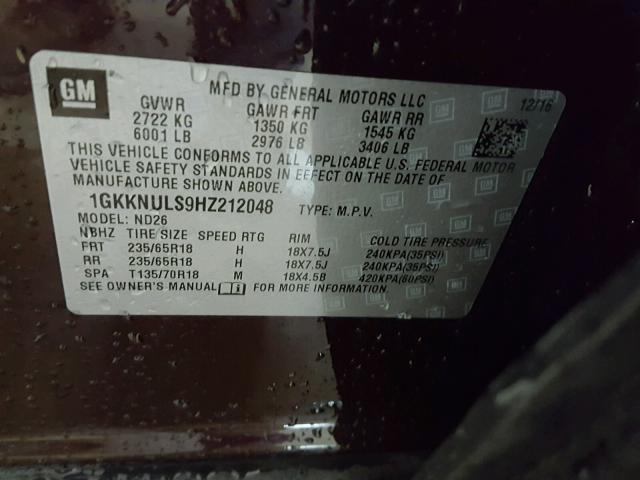 GM
MFD BY GENERAL MOTORS LLC
12/16
GVWR GAWR FRT GAWR RR
2722 KG 1350 KG 1545 KG
6001 LB 2976 LB 3406 LB
THIS VEHICLE CONFORMS TO ALL APPLICABLE U.S. FEDERAL MOTOR
VEHICLE SAFETY STANDARDS IN EFFECT ON THE DATE OF
MANUFACTURE SHOWN ABOVE.
1GKKNULS9HZ212048 TYPE: M.P.V.
MODEL: ND26
NBHZ TIRE SIZE SPEED RTG RIM COLD TIRE PRESSURE
FRT 235/65R18 H 18X7.5J 240KPA(35PSI)
RR 235/65R18 H 18X7.5J 240KPA(35PSI)
SPA T135/70R18 M 18X4.5B 420KPA(60PSI)
SEE OWNER'S MANUAL FOR MORE INFORMATION.